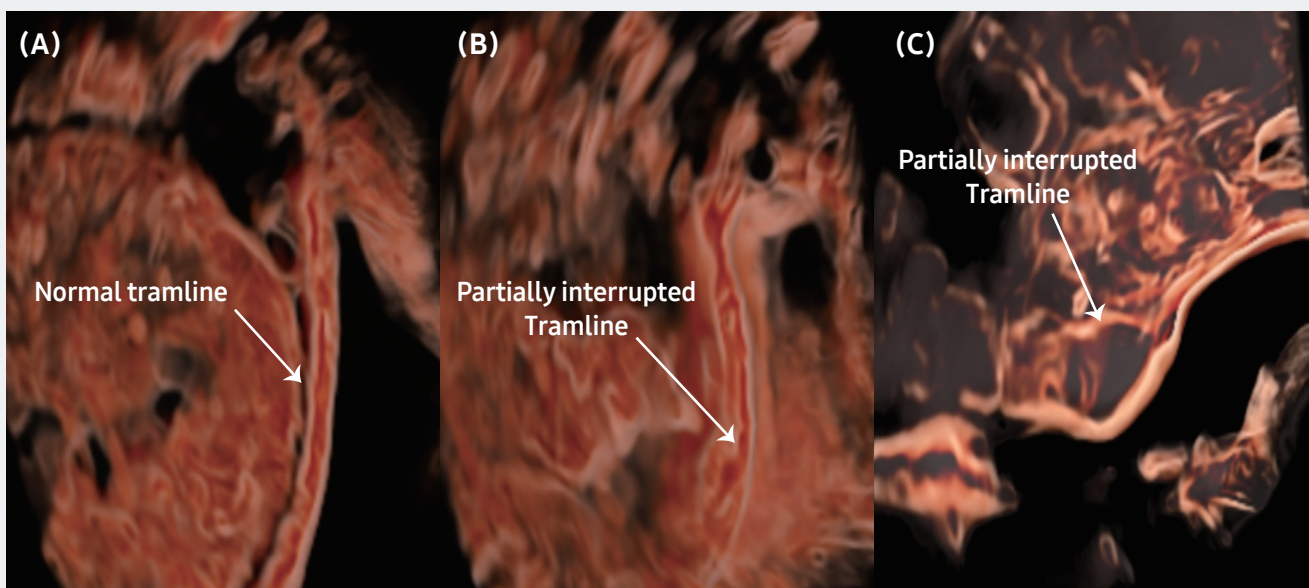 (A)
Normal tramline
(B)
Partially interrupted
Tramline
(C)
Partially interrupted
Tramline